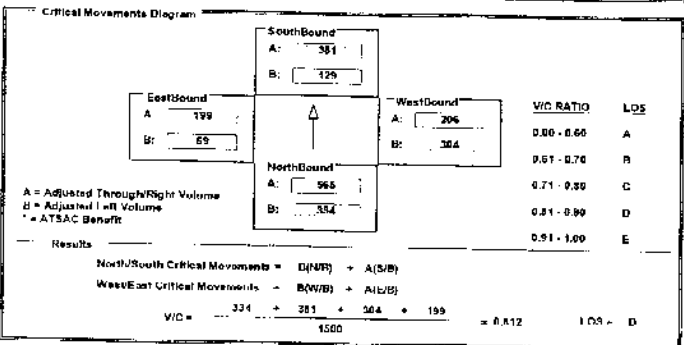 Critical Movements Diagram
SouthBound
A: 381
B: 129
EastBound
A: 199
B:
WestBound
A: 206
B: 304
NorthBound
A: 565
B: 334
V/C RATIO LOS
0.00 - 0.60 A
0.61 - 0.70 B
0.71 - 0.80 C
0.81 - 0.90 D
0.91 - 1.00 E
A = Adjusted Through/Right Volume
B = Adjusted Left Volume
* = ATSAC Benefit
Results
North/South Critical Movements = B(N/B) + A(S/B)
West/East Critical Movements = B(W/B) + A(E/B)
V/C = 334 + 381 + 304 + 199
1500
= 0.812 LOS = D